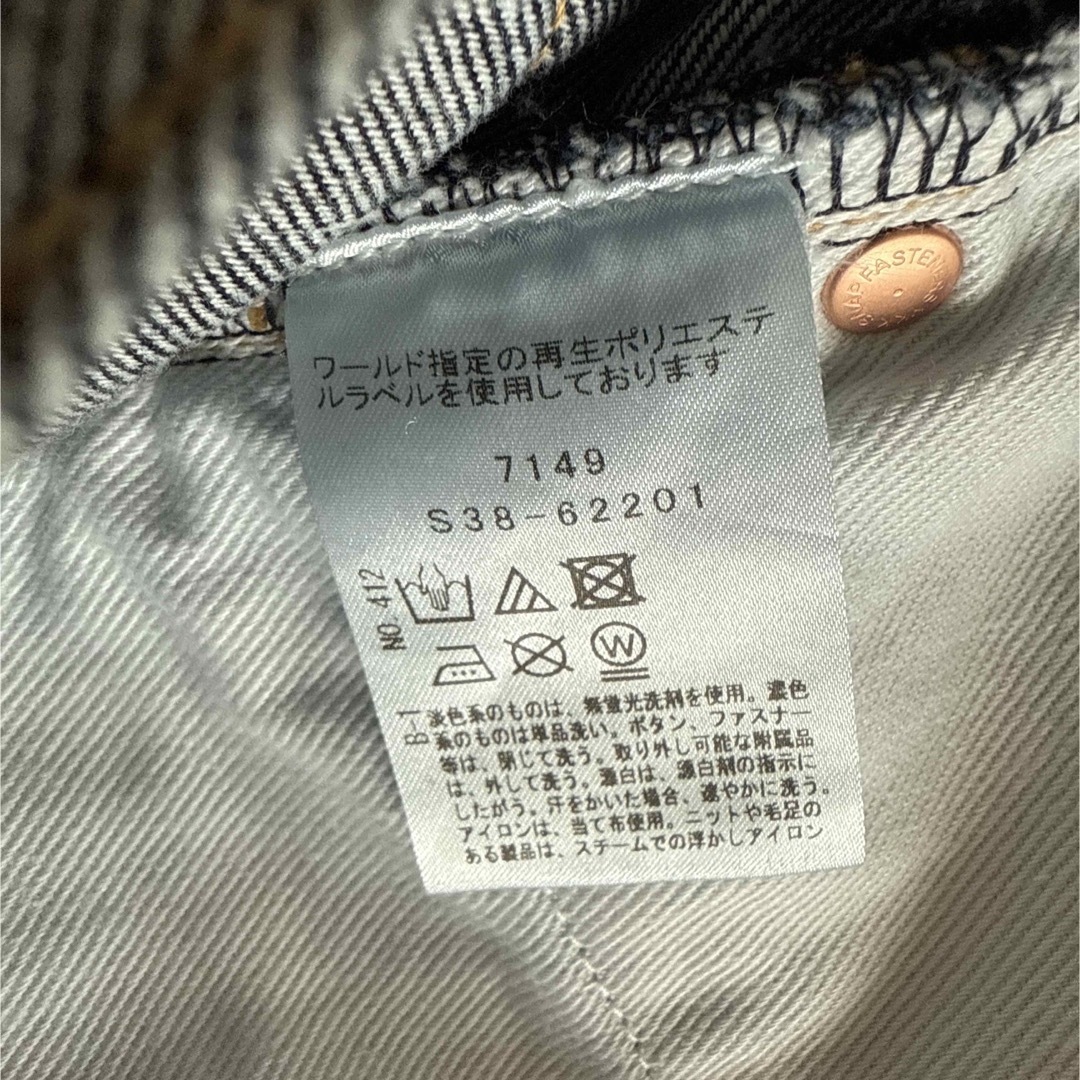 ワールド指定の再生ポリエステ
ルラベルを使用しております
7149
S38-62201
NO. 412
W
B-1
淡色系のものは、無蛍光洗剤を使用。濃色
系のものは単品洗い。ボタン、ファスナー
等は、閉じて洗う。取り外し可能な附属品
は、外して洗う。漂白は、漂白剤の指示に
したがう。汗をかいた場合、速やかに洗う。
アイロンは、当て布使用。ニットや毛足の
ある製品は、スチームでの浮かしアイロン
SNAP FASTEN